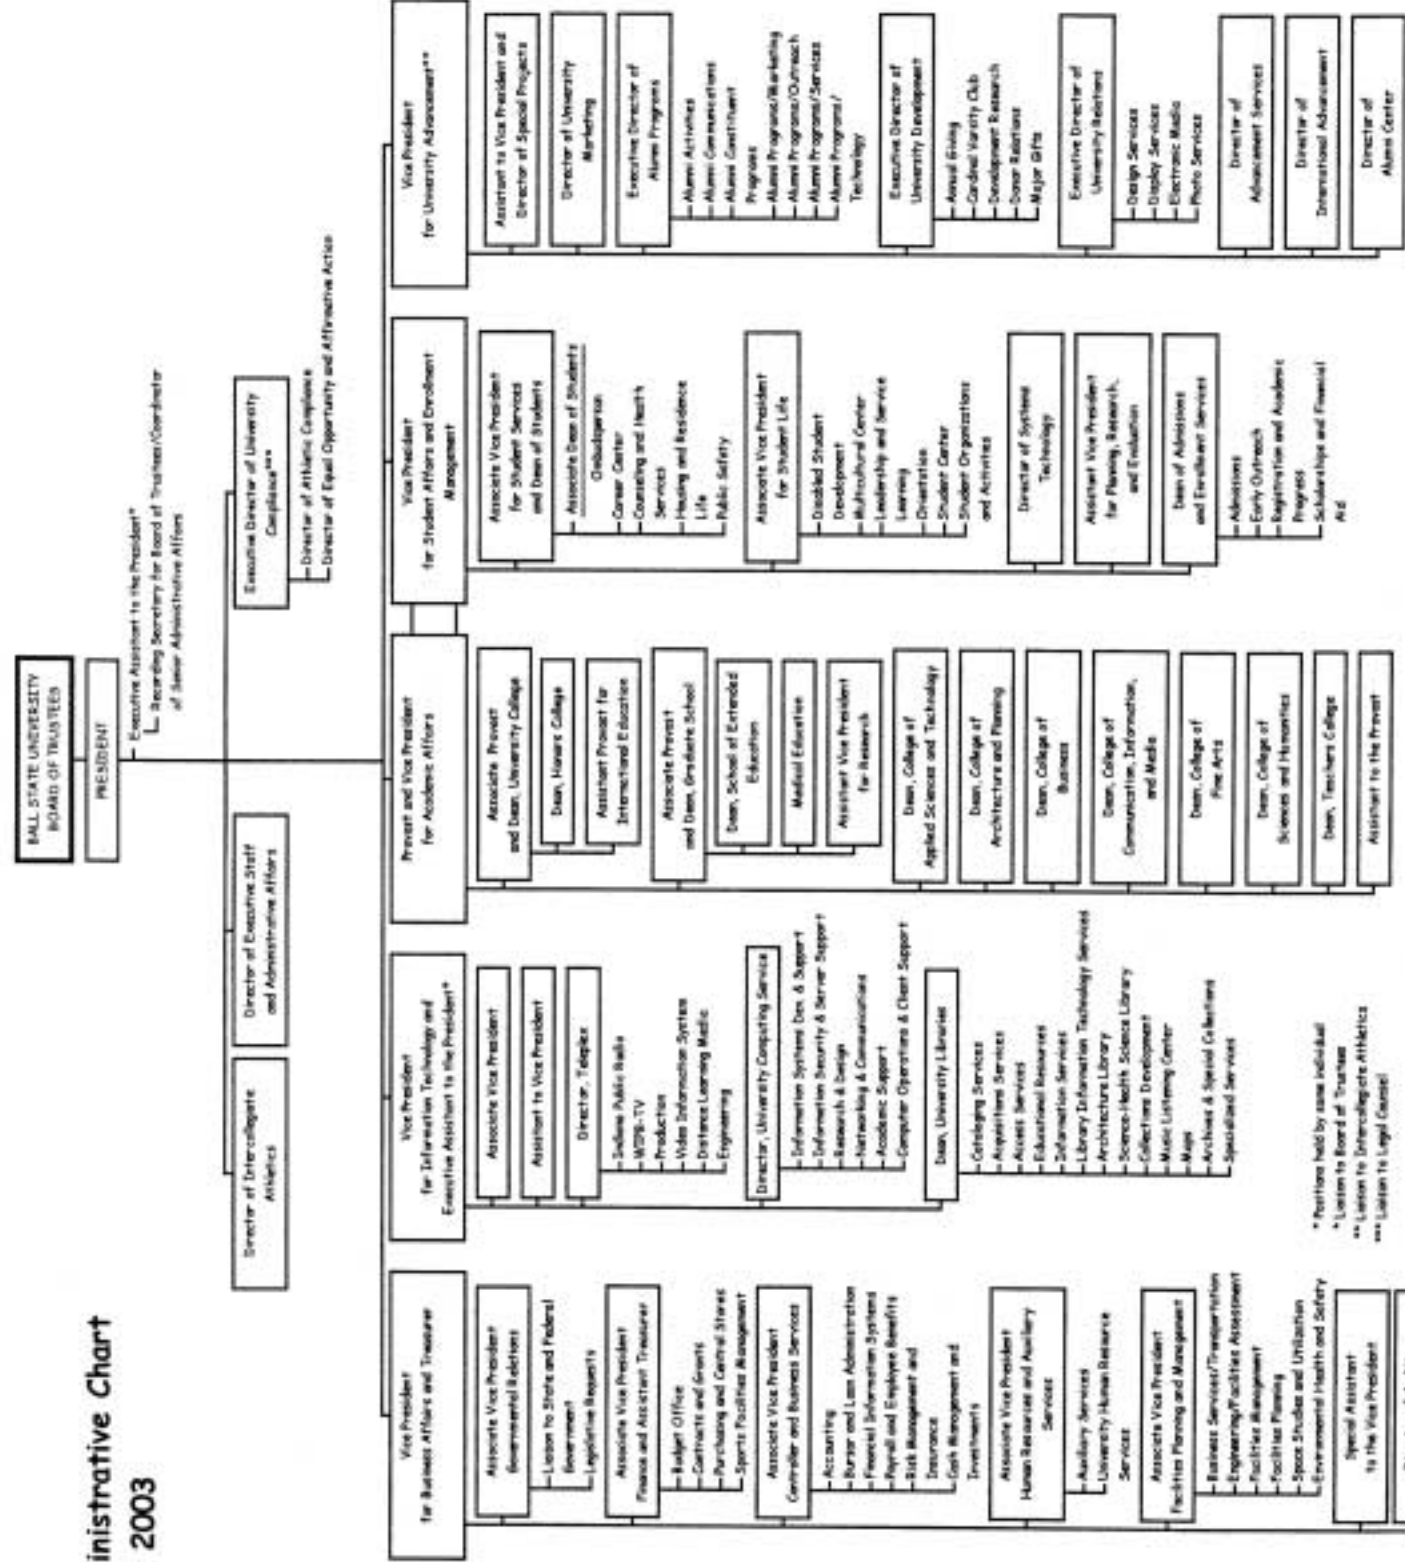 inistrative Chart
2003
BALL STATE UNIVERSITY
BOARD OF TRUSTEES
PRESIDENT
Executive Assistant to the President*
Recording Secretary for Board of Trustees/Coordinator
of Senior Administrative Affairs
Director of Intercollegiate
Athletics
Director of Executive Staff
and Administrative Affairs
Executive Director of University
Compliance***
Director of Athletic Compliance
Director of Equal Opportunity and Affirmative Action
Vice President
for Business Affairs and Treasurer
Associate Vice President
Governmental Relations
Liaison to State and Federal
Government
Legislative Requests
Associate Vice President
Finance and Assistant Treasurer
Budget Office
Contracts and Grants
Purchasing and Central Stores
Sports Facilities Management
Associate Vice President
Controller and Business Services
Accounting
Bursar and Loan Administration
Financial Information Systems
Payroll and Employee Benefits
Risk Management and
Insurance
Cash Management and
Investments
Associate Vice President
Human Resources and Auxiliary
Services
Auxiliary Services
University Human Resource
Services
Associate Vice President
Facilities Planning and Management
Business Services/Transportation
Engineering/Facilities Assessment
Facilities Management
Facilities Planning
Space Studies and Utilization
Environmental Health and Safety
Special Assistant
to the Vice President
Vice President
for Information Technology and
Executive Assistant to the President*
Associate Vice President
Assistant to Vice President
Director, Teleplex
Indiana Public Radio
WIPB-TV
Production
Video Information System
Distance Learning Media
Engineering
Director, University Computing Service
Information Systems Dev. & Support
Information Security & Server Support
Research & Design
Networking & Communications
Academic Support
Computer Operations & Client Support
Dean, University Libraries
Cataloging Services
Acquisitions Services
Access Services
Educational Resources
Information Services
Library Information Technology Services
Architecture Library
Science-Health Science Library
Collections Development
Music Listening Center
Maps
Archives & Special Collections
Specialized Services
* Positions held by same individual
* Liaison to Board of Trustees
** Liaison to Intercollegiate Athletics
*** Liaison to Legal Counsel
Provost and Vice President
for Academic Affairs
Associate Provost
and Dean, University College
Dean, Honors College
Assistant Provost for
International Education
Associate Provost
and Dean, Graduate School
Dean, School of Extended
Education
Medical Education
Assistant Vice President
for Research
Dean, College of
Applied Sciences and Technology
Dean, College of
Architecture and Planning
Dean, College of
Business
Dean, College of
Communication, Information,
and Media
Dean, College of
Fine Arts
Dean, College of
Sciences and Humanities
Dean, Teachers College
Assistant to the Provost
Vice President
for Student Affairs and Enrollment
Management
Associate Vice President
for Student Services
and Dean of Students
Associate Dean of Students
Ombudsperson
Career Center
Counseling and Health
Services
Housing and Residence
Life
Public Safety
Associate Vice President
for Student Life
Disabled Student
Development
Multicultural Center
Leadership and Service
Learning
Orientation
Student Center
Student Organizations
and Activities
Director of Systems
Technology
Assistant Vice President
for Planning, Research,
and Evaluation
Dean of Admissions
and Enrollment Services
Admissions
Early Outreach
Registration and Academic
Progress
Scholarships and Financial
Aid
Vice President
for University Advancement**
Assistant to Vice President and
Director of Special Projects
Director of University
Marketing
Executive Director of
Alumni Programs
Alumni Activities
Alumni Communications
Alumni Constituent
Programs
Alumni Programs/Marketing
Alumni Programs/Outreach
Alumni Programs/Services
Alumni Programs/
Technology
Executive Director of
University Development
Annual Giving
Cardinal Varsity Club
Development Research
Donor Relations
Major Gifts
Executive Director of
University Relations
Design Services
Display Services
Electronic Media
Photo Services
Director of
Advancement Services
Director of
International Advancement
Director of
Alumni Center